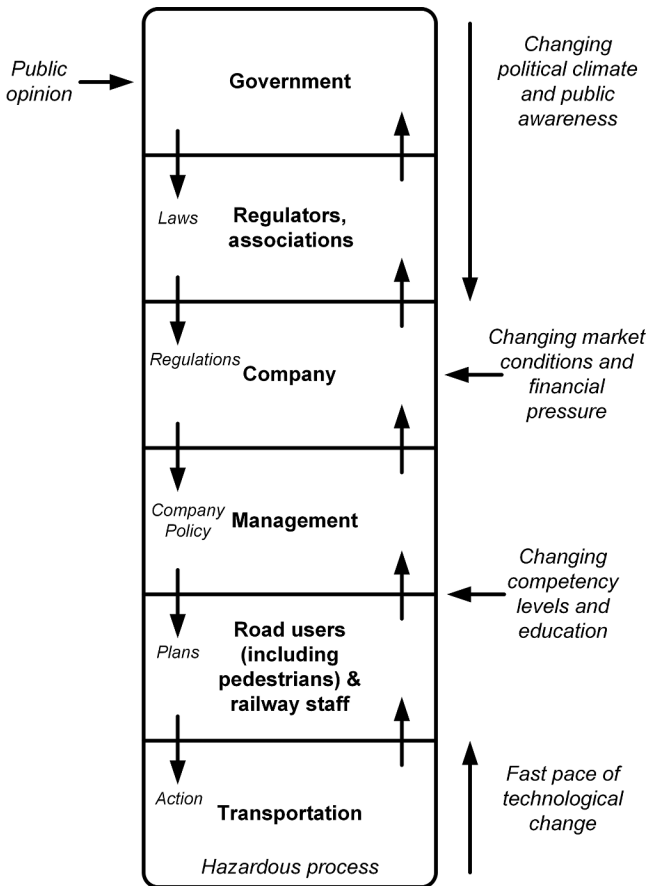 Public
opinion
Government
Changing
political climate
and public
awareness
Laws
Regulators,
associations
Regulations
Company
Changing market
conditions and
financial
pressure
Company
Policy
Management
Changing
competency
levels and
education
Plans
Road users
(including
pedestrians) &
railway staff
Action
Transportation
Hazardous process
Fast pace of
technological
change